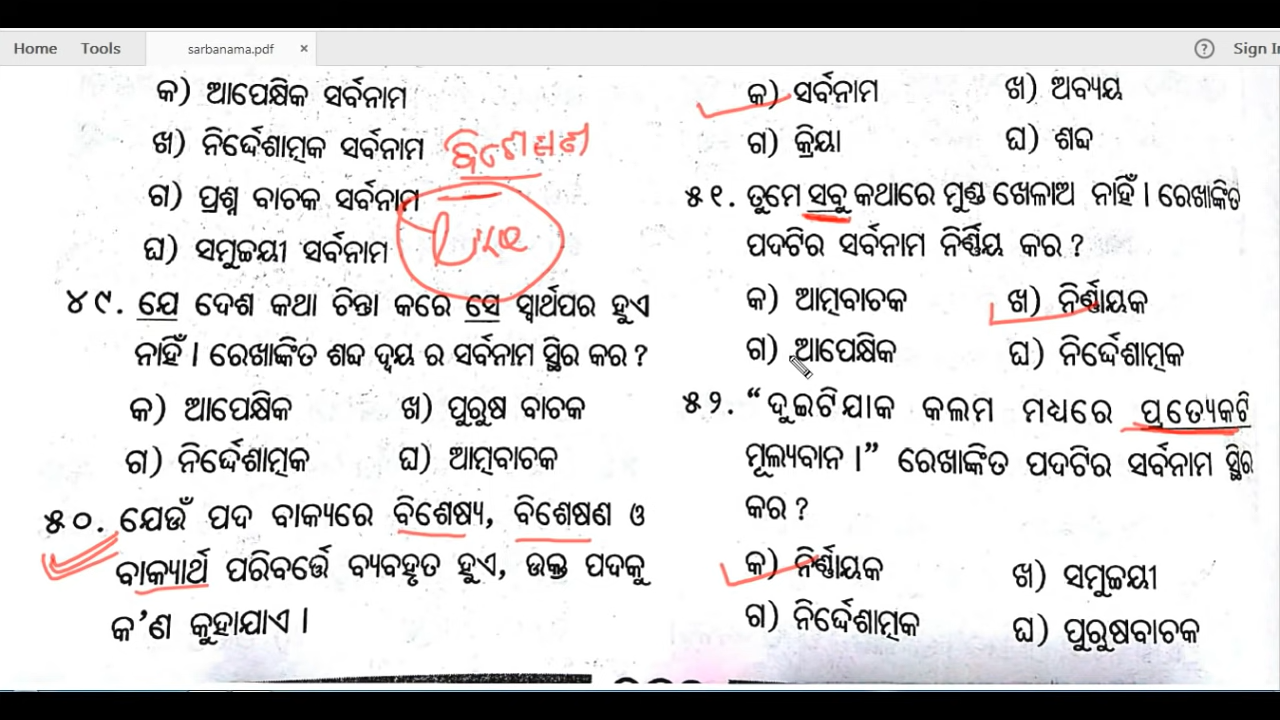 Home Tools sarbanama.pdf × ? Sign In
କ) ଆପେକ୍ଷିକ ସର୍ବନାମ
ଖ) ନିର୍ଦ୍ଦେଶାତ୍ମକ ସର୍ବନାମ
ଗ) ପ୍ରଶ୍ନ ବାଚକ ସର୍ବନାମ
ଘ) ସମୁଚ୍ଚୟୀ ସର୍ବନାମ
୪୯. ଯେ ଦେଶ କଥା ଚିନ୍ତା କରେ ସେ ସ୍ୱାର୍ଥପର ହୁଏ
ନାହିଁ । ରେଖାଙ୍କିତ ଶବ୍ଦ ଦ୍ୱୟ ର ସର୍ବନାମ ସ୍ଥିର କର ?
କ) ଆପେକ୍ଷିକ ଖ) ପୁରୁଷ ବାଚକ
ଗ) ନିର୍ଦ୍ଦେଶାତ୍ମକ ଘ) ଆତ୍ମବାଚକ
୫୦. ଯେଉଁ ପଦ ବାକ୍ୟରେ ବିଶେଷ୍ୟ, ବିଶେଷଣ ଓ
ବାକ୍ୟାର୍ଥ ପରିବର୍ତ୍ତେ ବ୍ୟବହୃତ ହୁଏ, ଉକ୍ତ ପଦକୁ
କ'ଣ କୁହାଯାଏ ।
କ) ସର୍ବନାମ ଖ) ଅବ୍ୟୟ
ଗ) କ୍ରିୟା ଘ) ଶବ୍ଦ
୫୧. ତୁମେ ସବୁ କଥାରେ ମୁଣ୍ଡ ଖେଳାଅ ନାହିଁ । ରେଖାଙ୍କିତ
ପଦଟିର ସର୍ବନାମ ନିର୍ଣ୍ଣୟ କର ?
କ) ଆତ୍ମବାଚକ ଖ) ନିର୍ଣ୍ଣାୟକ
ଗ) ଆପେକ୍ଷିକ ଘ) ନିର୍ଦ୍ଦେଶାତ୍ମକ
୫୨. “ ଦୁଇଟିଯାକ କଲମ ମଧ୍ୟରେ ପ୍ରତ୍ୟେକଟି
ମୂଲ୍ୟବାନ ।” ରେଖାଙ୍କିତ ପଦଟିର ସର୍ବନାମ ସ୍ଥିର
କର ?
କ) ନିର୍ଣ୍ଣାୟକ ଖ) ସମୁଚ୍ଚୟୀ
ଗ) ନିର୍ଦ୍ଦେଶାତ୍ମକ ଘ) ପୁରୁଷବାଚକ